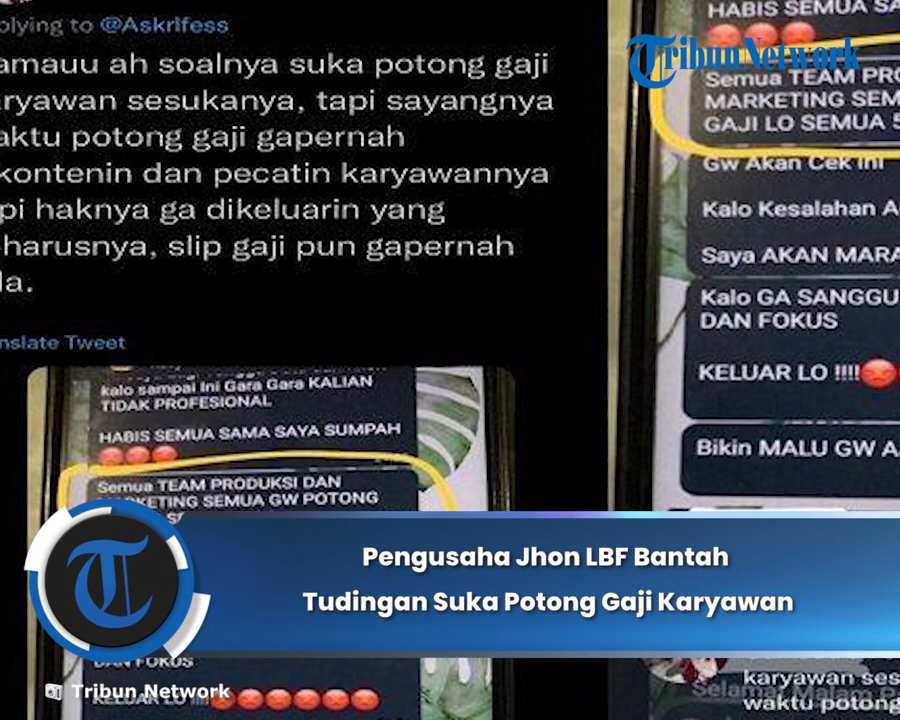 plying to @Askrlfess
amauu ah soalnya suka potong gaji
aryawan sesukanya, tapi sayangnya
aktu potong gaji gapernah
kontenin dan pecatin karyawannya
pi haknya ga dikeluarin yang
harusnya, slip gaji pun gapernah
da.
nslate Tweet
kalo sampai Ini Gara Gara KALIAN
TIDAK PROFESIONAL
HABIS SEMUA SAMA SAYA SUMPAH
Semua TEAM PRODUKSI DAN
MARKETING SEMUA GW POTONG
DAN FOKUS
KELUAR LO !!!!
HABIS SEMUA SA
Tribun Network
Semua TEAM PRO
MARKETING SEM
GAJI LO SEMUA 5
Gw Akan Cek Ini
Kalo Kesalahan A
Saya AKAN MARA
Kalo GA SANGGU
DAN FOKUS
KELUAR LO !!!!
Bikin MALU GW A
Pengusaha Jhon LBF Bantah
Tudingan Suka Potong Gaji Karyawan
Tribun Network
karyawan ses
Selamat Malam P
waktu potong